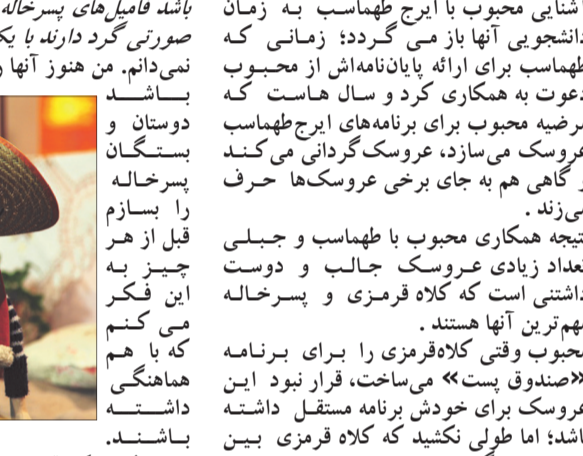 آشنایی محبوب با ایرج طهماسب به زمان
دانشجویی آنها باز می گردد؛ زمانی که
طهماسب برای ارائه پایان‌نامه‌اش از محبوب
دعوت به همکاری کرد و سال هاست که
مرضیه محبوب برای برنامه‌های ایرج‌طهماسب
عروسک می‌سازد، عروسک‌گردانی می‌کند
و گاهی هم به جای برخی عروسک‌ها حرف
می‌زند .
نتیجه همکاری محبوب با طهماسب و جبلی
تعداد زیادی عروسک جالب و دوست
داشتنی است که کلاه قرمزی و پسرخاله
مهم‌ترین آنها هستند .
محبوب وقتی کلاه‌قرمزی را برای برنامه
«صندوق پست» می‌ساخت، قرار نبود این
عروسک برای خودش برنامه مستقل داشته
باشد؛ اما طولی نکشید که کلاه قرمزی بین
باشد فامیل‌های پسرخاله
صورتی گرد دارند با یک
نمی‌دانم. من هنوز آنها
باشد
دوستان و
بستگان
پسرخاله
را بسازم
قبل از هر
چیز به
این فکر
می کنم
که با هم
هماهنگی
داشته
باشند.